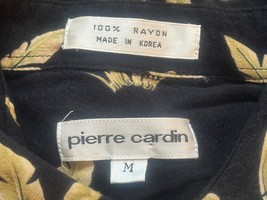 100% RAYON
MADE IN KOREA
pierre cardin
M